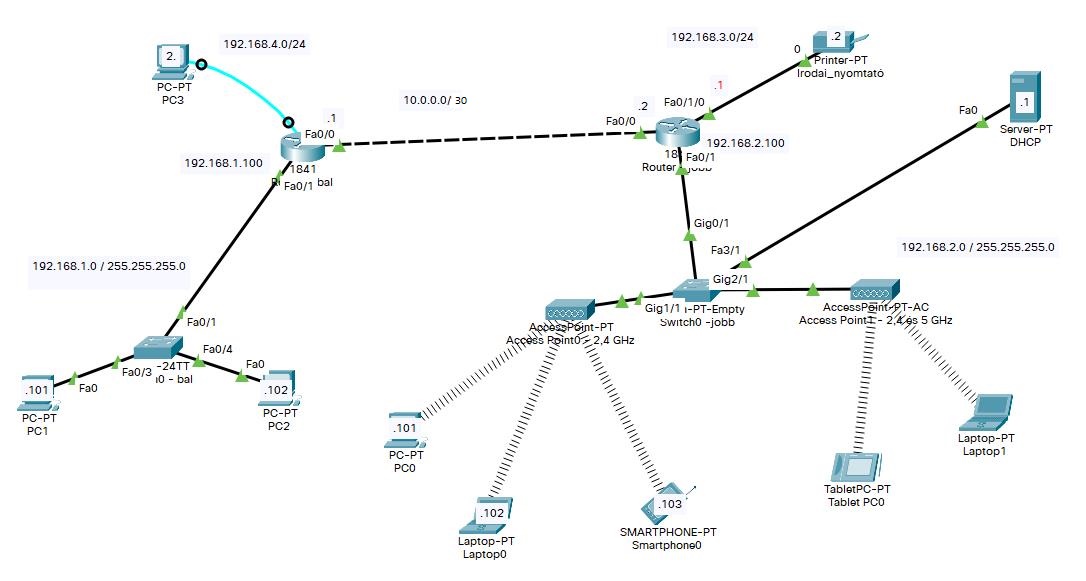 192.168.4.0/24
2.
PC-PT
PC3
192.168.3.0/24
0
.2
Printer-PT
Irodai_nyomtató
.1
Fa0/1/0
10.0.0.0/ 30
.1
Fa0/0
.2
Fa0/0
Fa0
.1
Server-PT
DHCP
192.168.1.100
1841
bal
Fa0/1
192.168.2.100
Fa0/1
Router
jobb
Gig0/1
Fa3/1
192.168.2.0 / 255.255.255.0
192.168.1.0 / 255.255.255.0
Gig2/1
Gig1/1
-PT-Empty
Switch0 -jobb
AccessPoint-PT
Access Point0 - 2,4 GHz
AccessPoint-PT-AC
Access Point1 - 2,4 és 5 GHz
Fa0/1
-24TT
- bal
Fa0/3
Fa0/4
Fa0
Fa0
.101
PC-PT
PC1
.102
PC-PT
PC2
.101
PC-PT
PC0
.102
Laptop-PT
Laptop0
.103
SMARTPHONE-PT
Smartphone0
TabletPC-PT
Tablet PC0
Laptop-PT
Laptop1